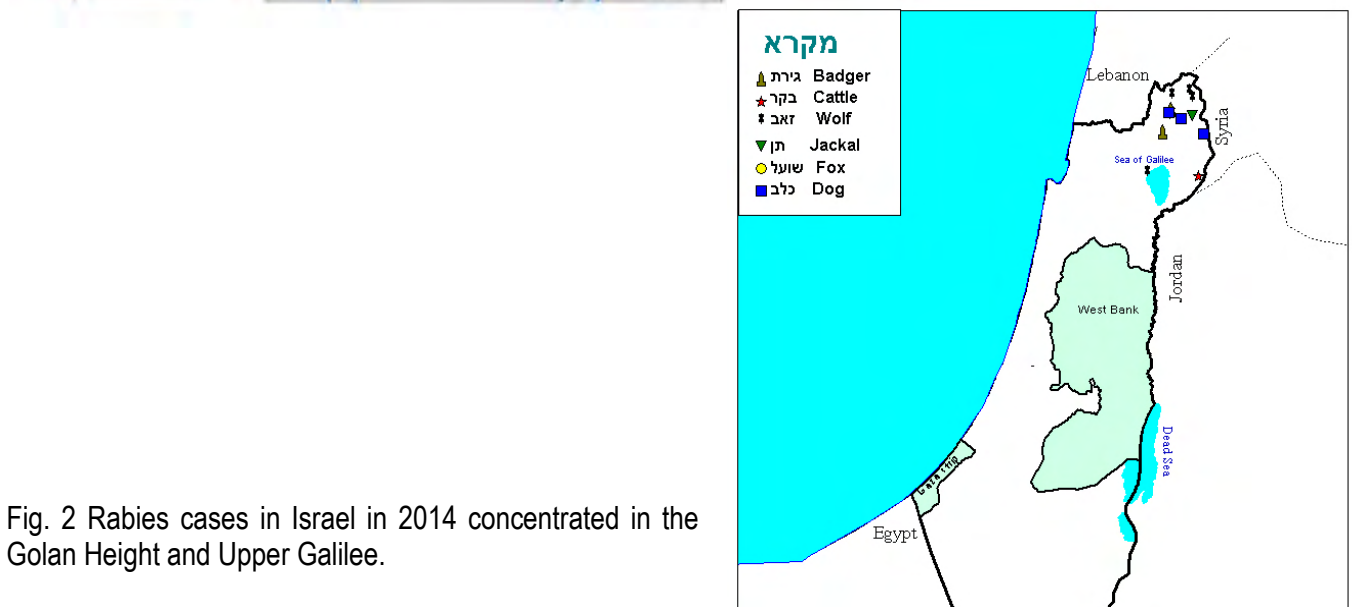 Fig. 2 Rabies cases in Israel in 2014 concentrated in the
Golan Height and Upper Galilee.
מקרא
גירת Badger
בקר Cattle
זאב Wolf
תן Jackal
שועל Fox
כלב Dog
Lebanon
Syria
Sea of Galilee
Jordan
West Bank
Dead Sea
Gaza strip
Egypt